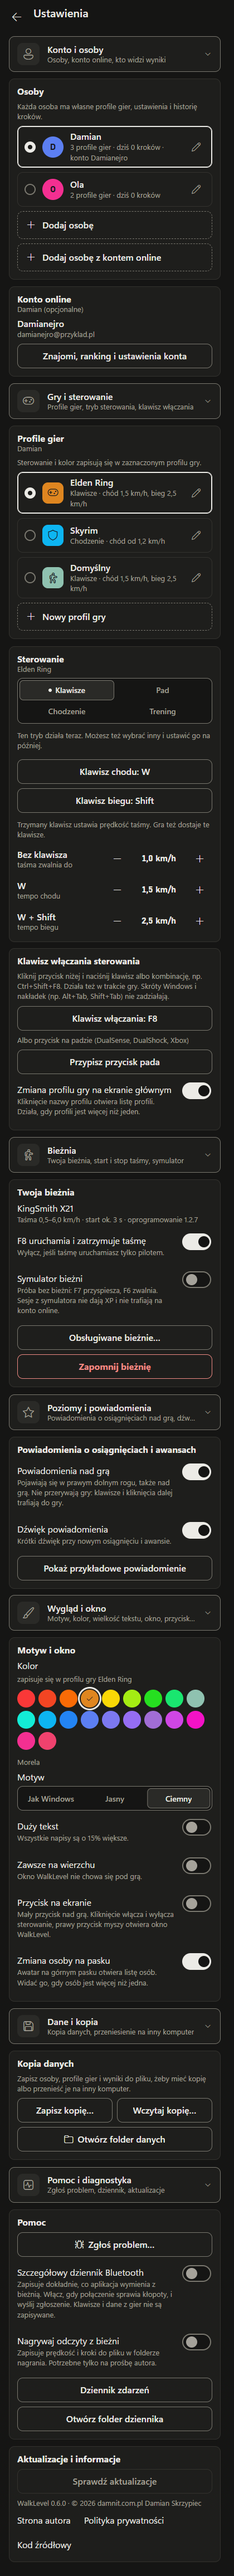 Ustawienia
Konto i osoby
Osoby, konto online, kto widzi wyniki
Osoby
Każda osoba ma własne profile gier, ustawienia i historię
kroków.
D
Damian
3 profile gier · dziś 0 kroków ·
konto Damianejro
O
Ola
2 profile gier · dziś 0 kroków
Dodaj osobę
Dodaj osobę z kontem online
Konto online
Damian (opcjonalne)
Damianejro
damianejro@przyklad.pl
Znajomi, ranking i ustawienia konta
Gry i sterowanie
Profile gier, tryb sterowania, klawisz włączania
Profile gier
Damian
Sterowanie i kolor zapisują się w zaznaczonym profilu gry.
Elden Ring
Klawisze · chód 1,5 km/h, bieg 2,5
km/h
Skyrim
Chodzenie · chód od 1,2 km/h
Domyślny
Klawisze · chód 1,5 km/h, bieg 2,5
km/h
Nowy profil gry
Sterowanie
Elden Ring
Klawisze
Pad
Chodzenie
Trening
Ten tryb działa teraz. Możesz też wybrać inny i ustawić go na
później.
Klawisz chodu: W
Klawisz biegu: Shift
Trzymany klawisz ustawia prędkość taśmy. Gra też dostaje te
klawisze.
Bez klawisza
taśma zwalnia do
1,0 km/h
W
tempo chodu
1,5 km/h
W + Shift
tempo biegu
2,5 km/h
Klawisz włączania sterowania
Kliknij przycisk niżej i naciśnij klawisz albo kombinację, np.
Ctrl+Shift+F8. Działa też w trakcie gry. Skróty Windows i
nakładek (np. Alt+Tab, Shift+Tab) nie zadziałają.
Klawisz włączania: F8
Albo przycisk na padzie (DualSense, DualShock, Xbox)
Przypisz przycisk pada
Zmiana profilu gry na ekranie głównym
Kliknięcie nazwy profilu otwiera listę profili.
Działa, gdy profili jest więcej niż jeden.
Bieżnia
Twoja bieżnia, start i stop taśmy, symulator
Twoja bieżnia
KingSmith X21
Taśma 0,5–6,0 km/h · start ok. 3 s · oprogramowanie 1.2.7
F8 uruchamia i zatrzymuje taśmę
Wyłącz, jeśli taśmę uruchamiasz tylko pilotem.
Symulator bieżni
Próba bez bieżni: F7 przyspiesza, F6 zwalnia.
Sesje z symulatora nie dają XP i nie trafiają na
konto online.
Obsługiwane bieżnie...
Zapomnij bieżnię
Poziomy i powiadomienia
Powiadomienia o osiągnięciach nad grą, dźw...
Powiadomienia o osiągnięciach i awansach
Powiadomienia nad grą
Pojawiają się w prawym dolnym rogu, także nad
grą. Nie przerywają gry: klawisze i kliknięcia dalej
trafiają do gry.
Dźwięk powiadomienia
Krótki dźwięk przy nowym osiągnięciu i awansie.
Pokaż przykładowe powiadomienie
Wygląd i okno
Motyw, kolor, wielkość tekstu, okno, przycisk...
Motyw i okno
Kolor
zapisuje się w profilu gry Elden Ring
Morela
Motyw
Jak Windows
Jasny
Ciemny
Duży tekst
Wszystkie napisy są o 15% większe.
Zawsze na wierzchu
Okno WalkLevel nie chowa się pod grą.
Przycisk na ekranie
Mały przycisk nad grą. Kliknięcie włącza i wyłącza
sterowanie, prawy przycisk myszy otwiera okno
WalkLevel.
Zmiana osoby na pasku
Awatar na górnym pasku otwiera listę osób.
Widać go, gdy osób jest więcej niż jedna.
Dane i kopia
Kopia danych, przeniesienie na inny komputer
Kopia danych
Zapisz osoby, profile gier i wyniki do pliku, żeby mieć kopię
albo przenieść je na inny komputer.
Zapisz kopię...
Wczytaj kopię...
Otwórz folder danych
Pomoc i diagnostyka
Zgłoś problem, dziennik, aktualizacje
Pomoc
Zgłoś problem...
Szczegółowy dziennik Bluetooth
Zapisuje dokładnie, co aplikacja wymienia z
bieżnią. Włącz, gdy połączenie sprawia kłopoty, i
wyślij zgłoszenie. Klawisze i dane z gier nie są
zapisywane.
Nagrywaj odczyty z bieżni
Zapisuje prędkość i kroki do pliku w folderze
nagrania. Potrzebne tylko na prośbę autora.
Dziennik zdarzeń
Otwórz folder dziennika
Aktualizacje i informacje
Sprawdź aktualizacje
WalkLevel 0.6.0 · © 2026 damnit.com.pl Damian Skrzypiec
Strona autora
Polityka prywatności
Kod źródłowy